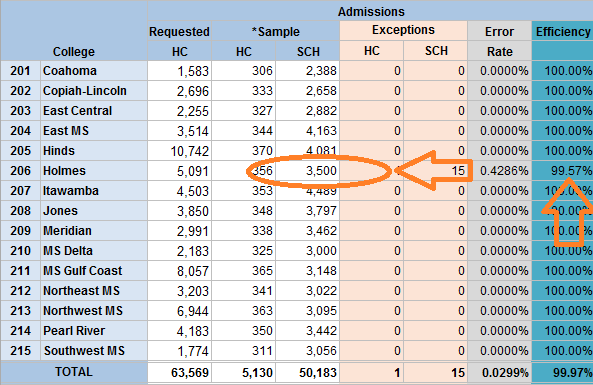 Admissions
Requested *Sample Exceptions Error Efficiency
College HC HC SCH HC SCH Rate
201 Coahoma 1,583 306 2,388 0 0 0.0000% 100.00%
202 Copiah-Lincoln 2,696 333 2,658 0 0 0.0000% 100.00%
203 East Central 2,255 327 2,882 0 0 0.0000% 100.00%
204 East MS 3,514 344 4,163 0 0 0.0000% 100.00%
205 Hinds 10,742 370 4,081 0 0 0.0000% 100.00%
206 Holmes 5,091 356 3,500 15 0.4286% 99.57%
207 Itawamba 4,503 353 4,489 0 0 0.0000% 100.00%
208 Jones 3,850 348 3,797 0 0 0.0000% 100.00%
209 Meridian 2,991 338 3,462 0 0 0.0000% 100.00%
210 MS Delta 2,183 325 3,000 0 0 0.0000% 100.00%
211 MS Gulf Coast 8,057 365 3,148 0 0 0.0000% 100.00%
212 Northeast MS 3,203 341 3,022 0 0 0.0000% 100.00%
213 Northwest MS 6,944 363 3,095 0 0 0.0000% 100.00%
214 Pearl River 4,183 350 3,442 0 0 0.0000% 100.00%
215 Southwest MS 1,774 311 3,056 0 0 0.0000% 100.00%
TOTAL 63,569 5,130 50,183 1 15 0.0299% 99.97%